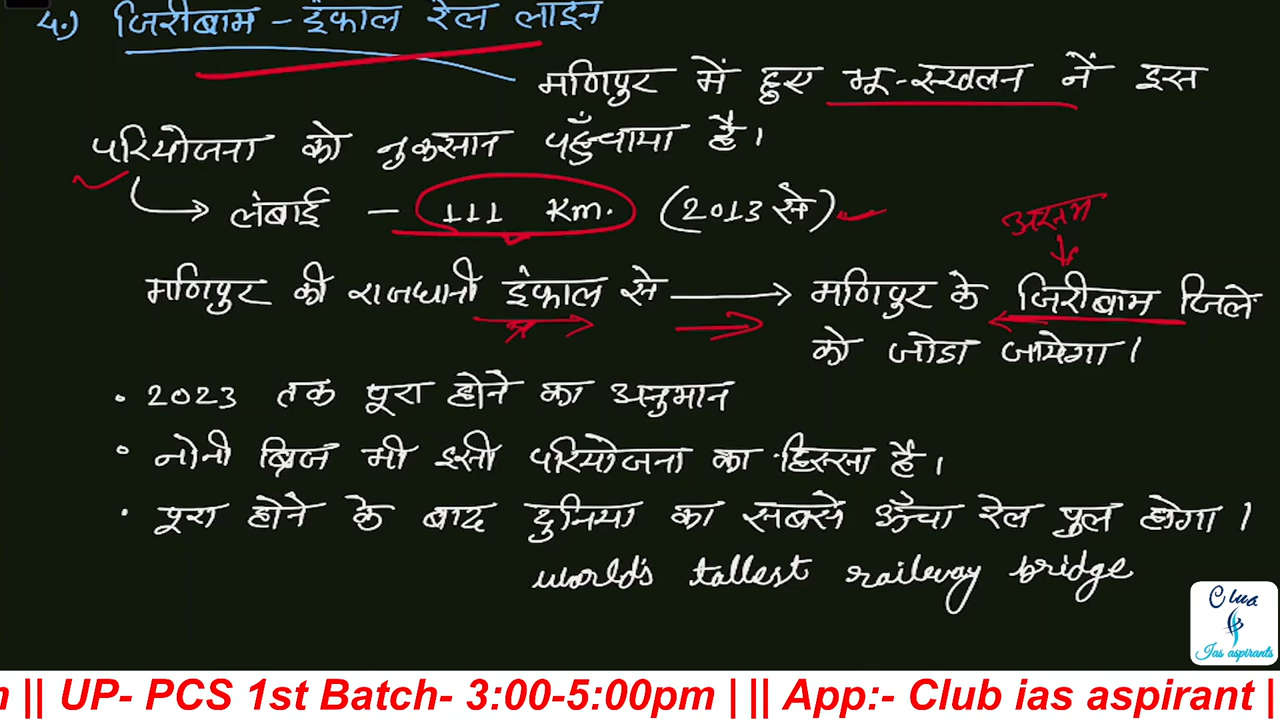 4.) जिरीबाम - इंफाल रेल लाइन
मणिपुर में हुए भू-स्खलन नें इस
परियोजना को नुकसान पहुँचाया है।
लंबाई - 111 Km. (2013 से)
असम
मणिपुर की राजधानी इंफाल से → मणिपुर के जिरीबाम जिले
को जोडा जायेगा।
• 2023 तक पूरा होने का अनुमान
• नोनी ब्रिज भी इसी परियोजना का हिस्सा है।
• पूरा होने के बाद दुनिया का सबसे ऊँचा रेल पुल होगा।
world's tallest railway bridge
Club
Ias aspirants
|| UP- PCS 1st Batch- 3:00-5:00pm | || App:- Club ias aspirant |